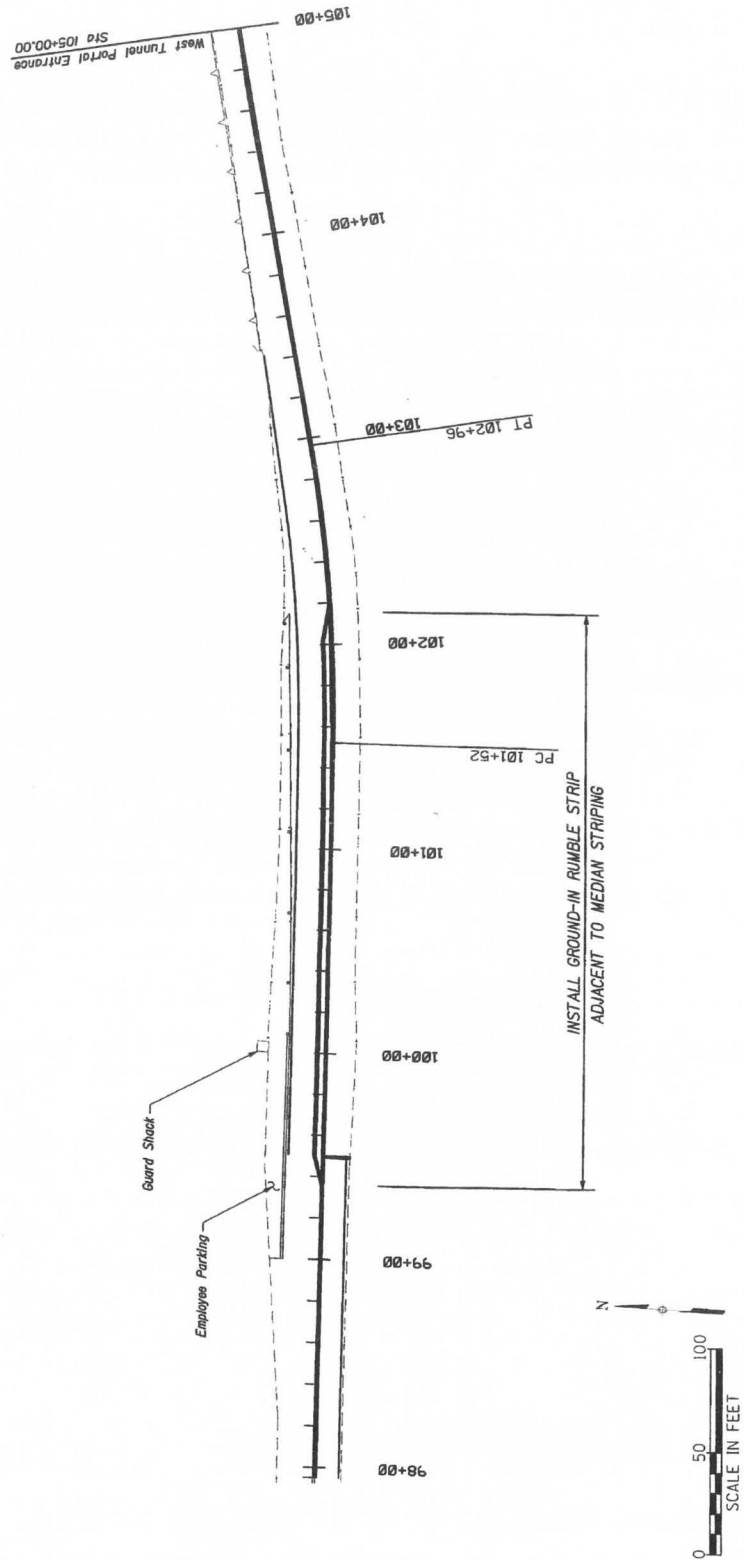 West Tunnel Portal Entrance
Sta 105+00.00
105+00
104+00
103+00
PT 102+96
102+00
PC 101+52
101+00
100+00
99+00
98+00
Guard Shack
Employee Parking
INSTALL GROUND-IN RUMBLE STRIP
ADJACENT TO MEDIAN STRIPING
N
0 50 100
SCALE IN FEET